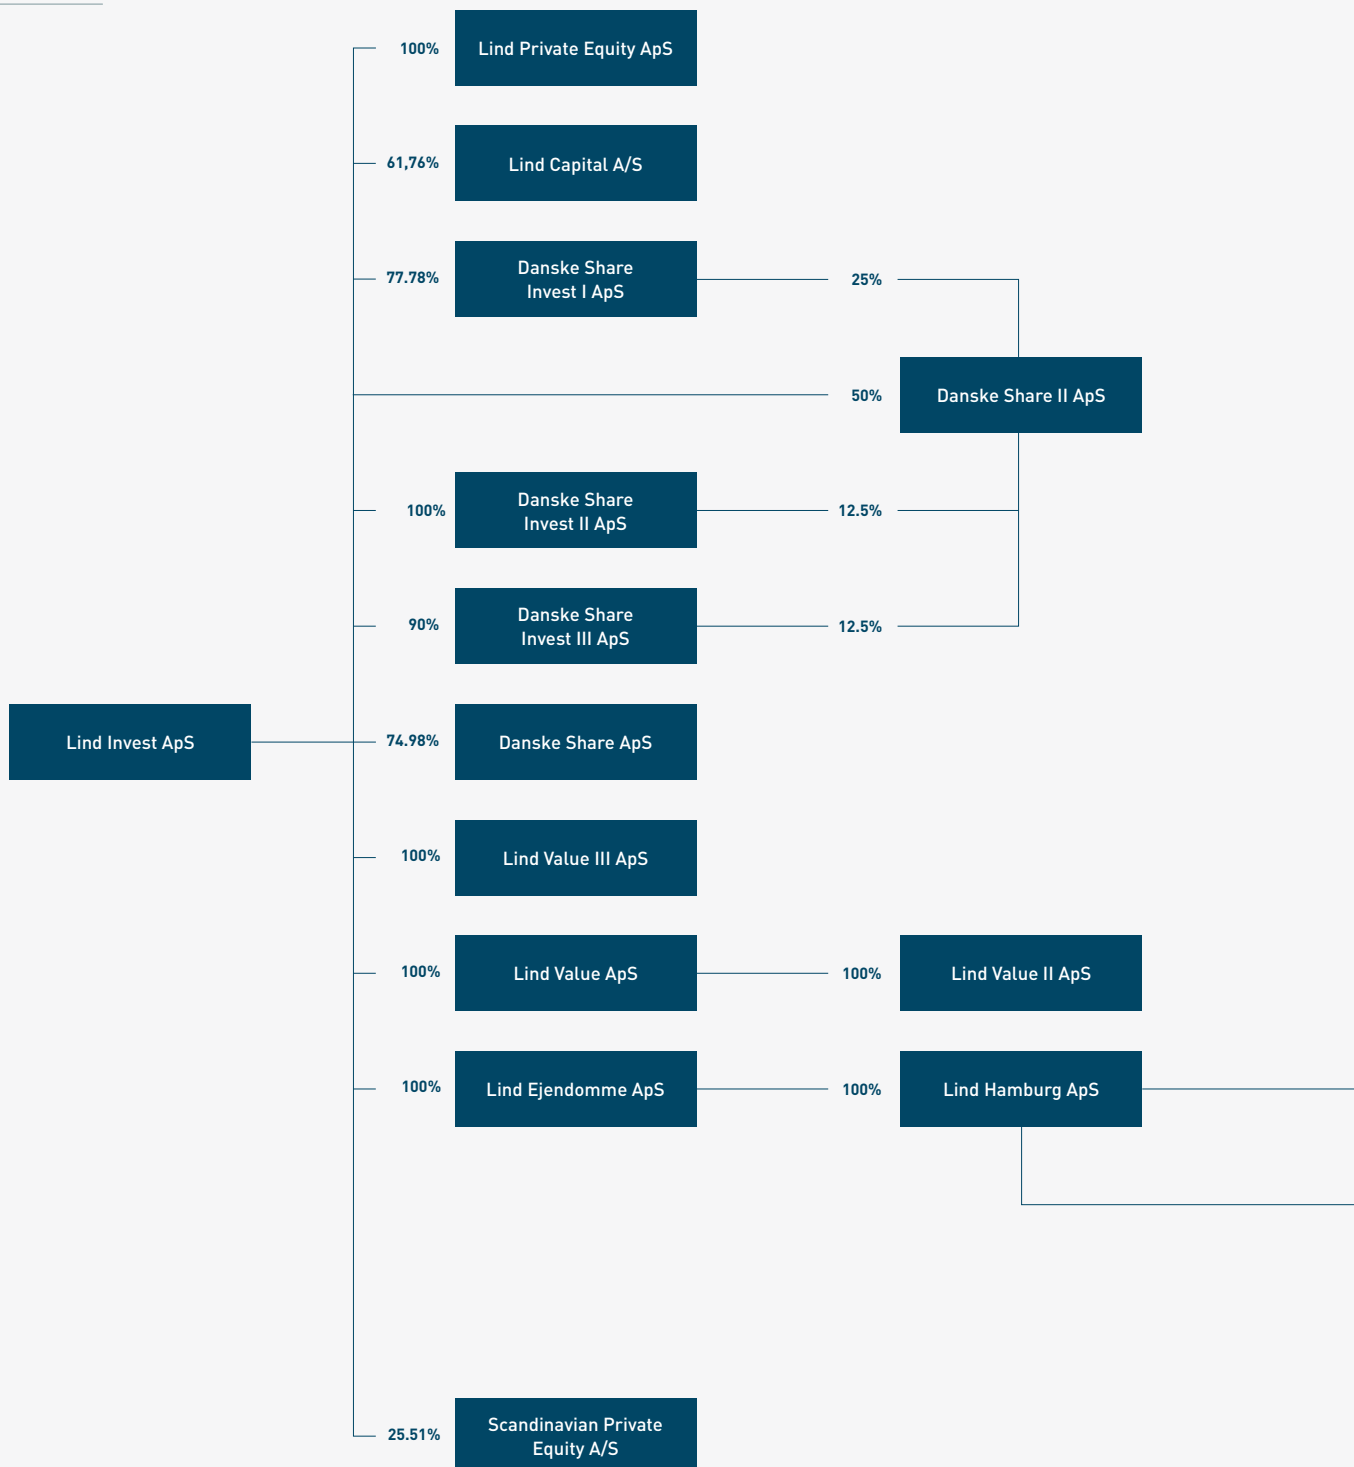 100%
Lind Private Equity ApS
61,76%
Lind Capital A/S
77.78%
Danske Share
Invest I ApS
25%
50%
Danske Share II ApS
100%
Danske Share
Invest II ApS
12.5%
90%
Danske Share
Invest III ApS
12.5%
Lind Invest ApS
74.98%
Danske Share ApS
100%
Lind Value III ApS
100%
Lind Value ApS
100%
Lind Value II ApS
100%
Lind Ejendomme ApS
100%
Lind Hamburg ApS
25.51%
Scandinavian Private
Equity A/S